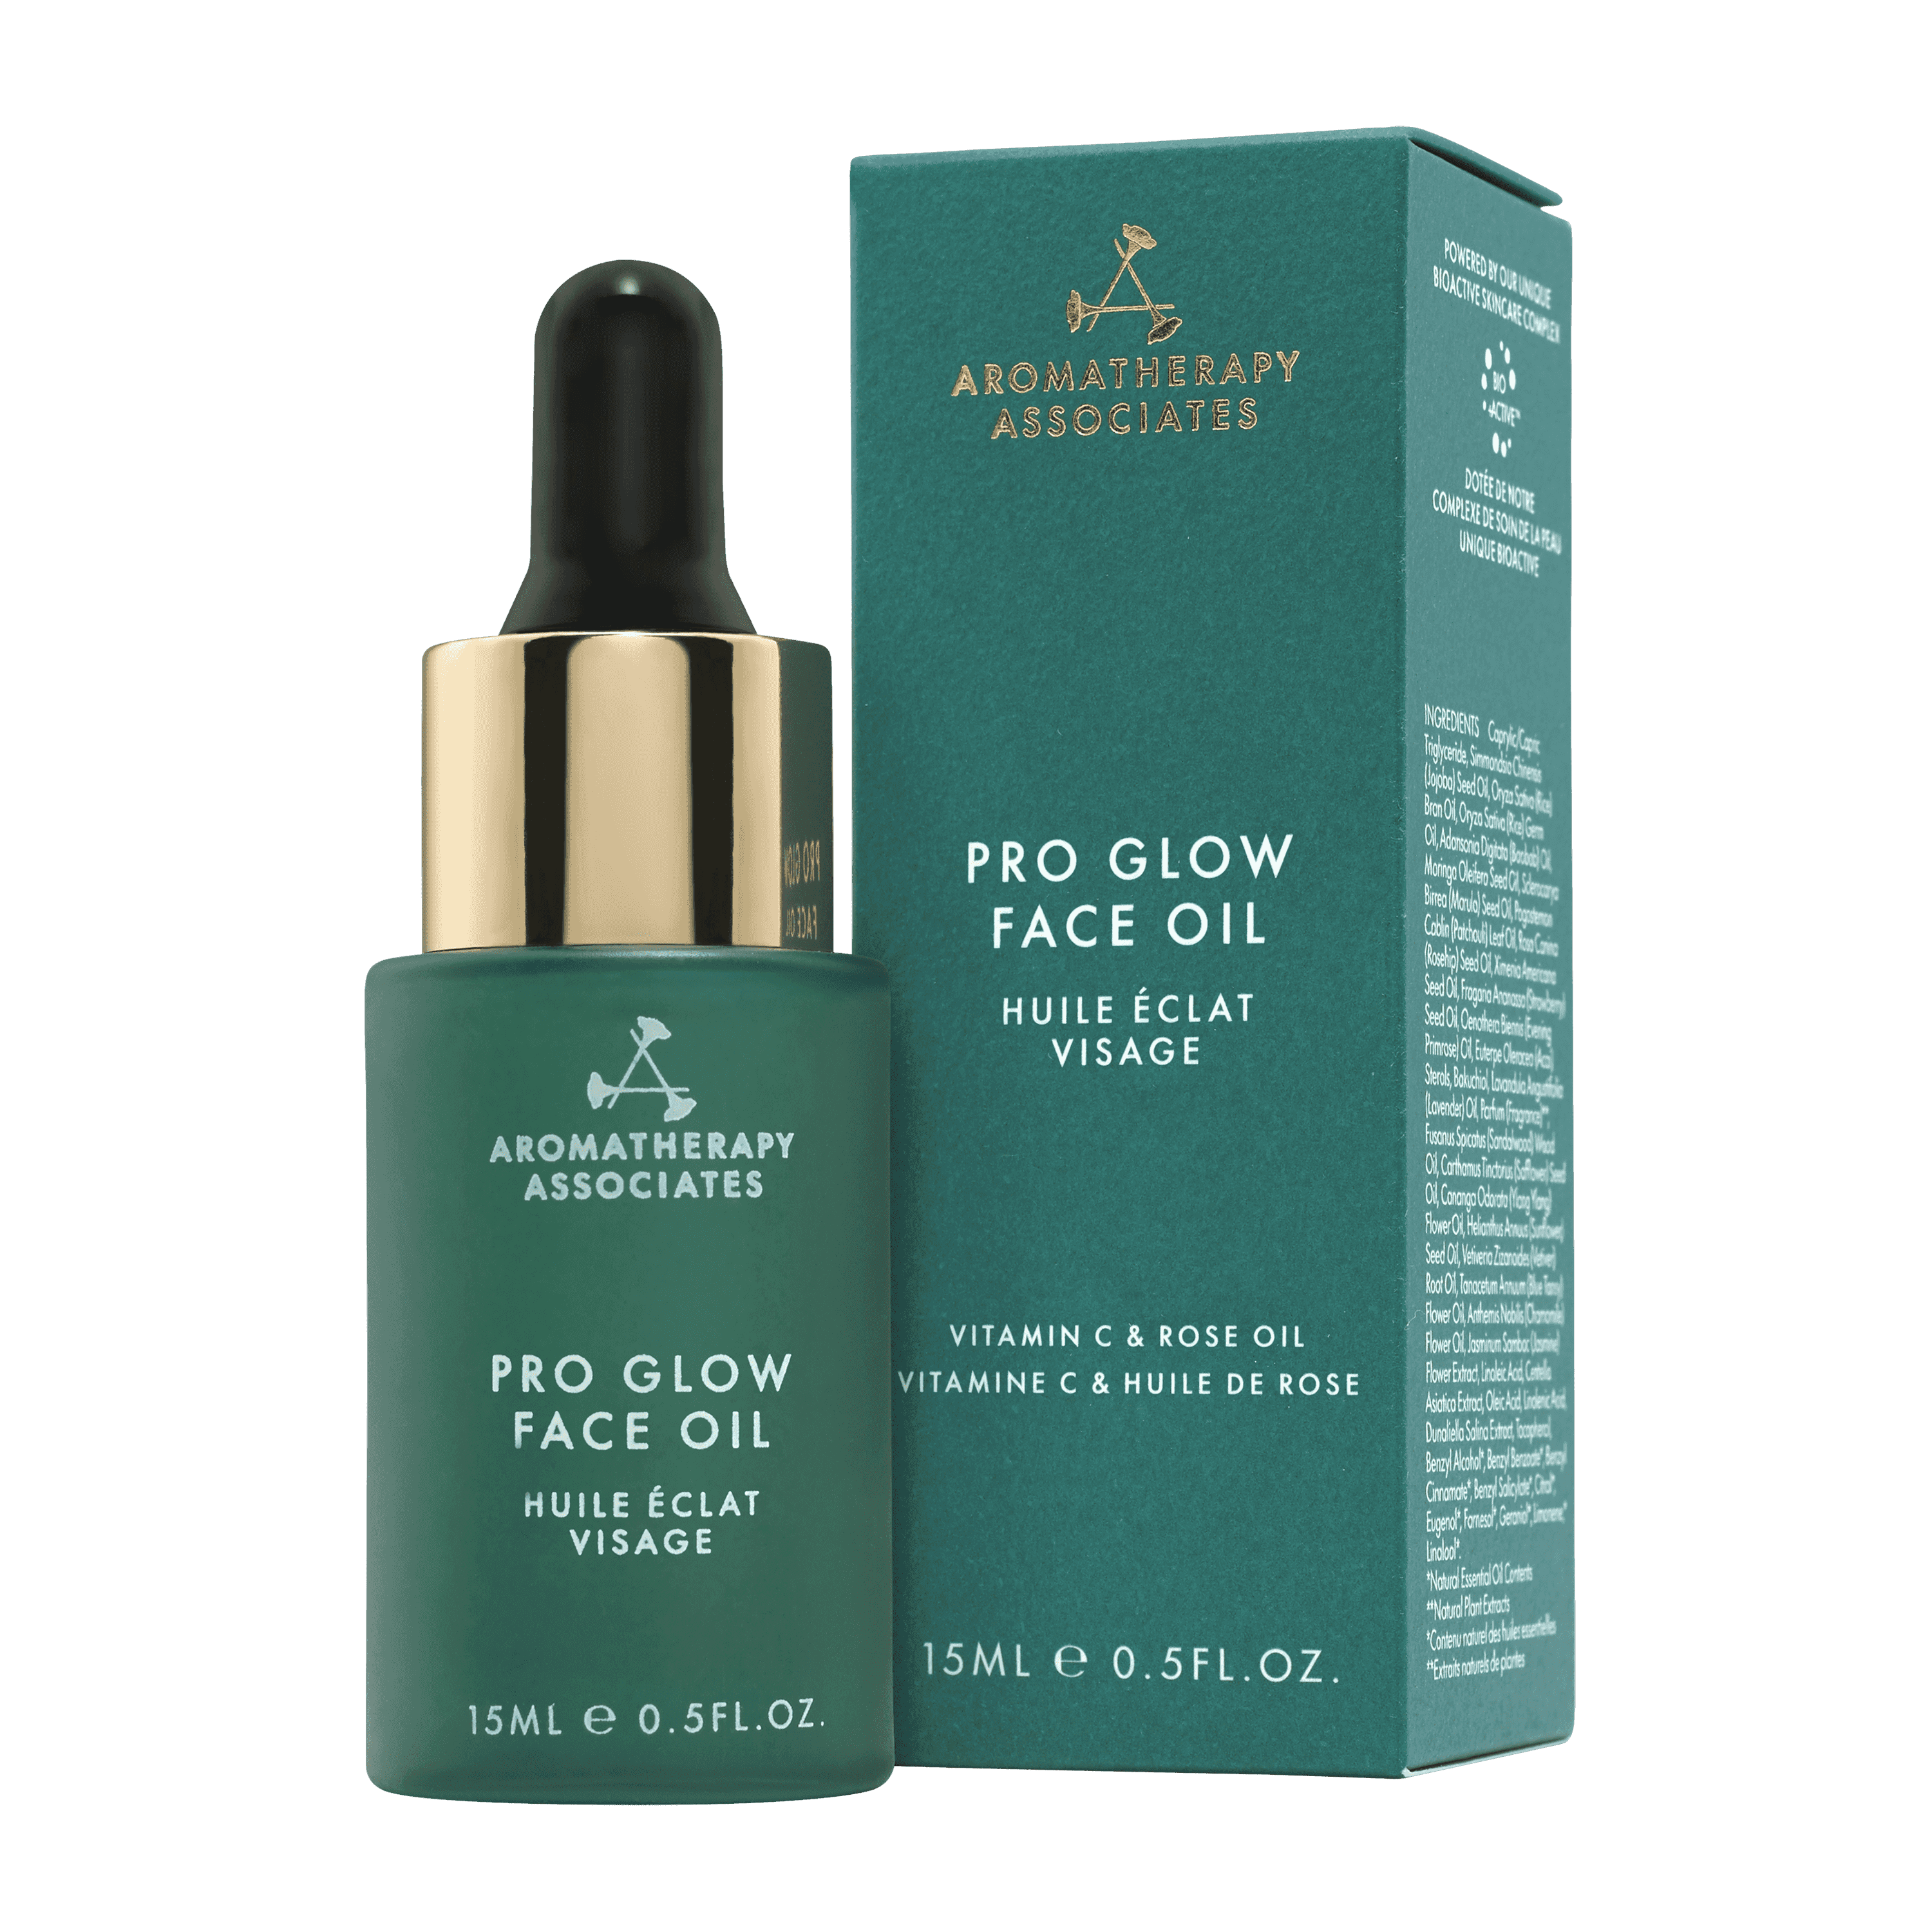 AROMATHERAPY
ASSOCIATES
PRO GLOW
FACE OIL
HUILE ÉCLAT
VISAGE
15ML e 0.5FL.OZ.
PRO GLOW
FACE OIL
AROMATHERAPY
ASSOCIATES
PRO GLOW
FACE OIL
HUILE ÉCLAT
VISAGE
VITAMIN C & ROSE OIL
VITAMINE C & HUILE DE ROSE
15ML e 0.5FL.OZ.
POWERED BY OUR UNIQUE
BIOACTIVE SKINCARE COMPLEX
BIO
-ACTIVE™
DOTÉE DE NOTRE
COMPLEXE DE SOIN DE LA PEAU
UNIQUE BIOACTIVE
INGREDIENTS Caprylic/Capric
Triglyceride, Simmondsia Chinensis
(Jojoba) Seed Oil, Oryza Sativa (Rice)
Bran Oil, Oryza Sativa (Rice) Germ
Oil, Adansonia Digitata (Baobab) Oil,
Moringa Oleifera Seed Oil, Sclerocarya
Birrea (Marula) Seed Oil, Pogostemon
Cablin (Patchouli) Leaf Oil, Rosa Canina
(Rosehip) Seed Oil, Ximenia Americana
Seed Oil, Fragaria Ananassa (Strawberry)
Seed Oil, Oenothera Biennis (Evening
Primrose) Oil, Euterpe Oleracea (Acai)
Sterols, Bakuchiol, Lavandula Angustifolia
(Lavender) Oil, Parfum (Fragrance)**,
Fusanus Spicatus (Sandalwood) Wood
Oil, Carthamus Tinctorius (Safflower) Seed
Oil, Cananga Odorata (Ylang Ylang)
Flower Oil, Helianthus Annuus (Sunflower)
Seed Oil, Vetiveria Zizanoides (Vetivert)
Root Oil, Tanacetum Annuum (Blue Tansy)
Flower Oil, Anthemis Nobilis (Chamomile)
Flower Oil, Jasminum Sambac (Jasmine)
Flower Extract, Linoleic Acid, Centella
Asiatica Extract, Oleic Acid, Linolenic Acid,
Dunaliella Salina Extract, Tocopherol,
Benzyl Alcohol*, Benzyl Benzoate*, Benzyl
Cinnamate*, Benzyl Salicylate*, Citral*,
Eugenol*, Farnesol*, Geraniol*, Limonene,*
Linalool*.
*Natural Essential Oil Contents
**Natural Plant Extracts
*Contenu naturel des huiles essentielles
**Extraits naturels de plantes